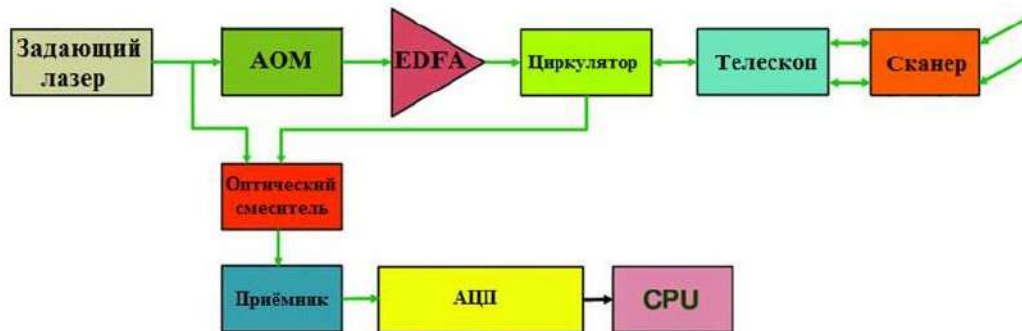 Задающий
лазер
АОМ
EDFA
Циркулятор
Телескоп
Сканер
Оптический
смеситель
Приёмник
АЦП
CPU